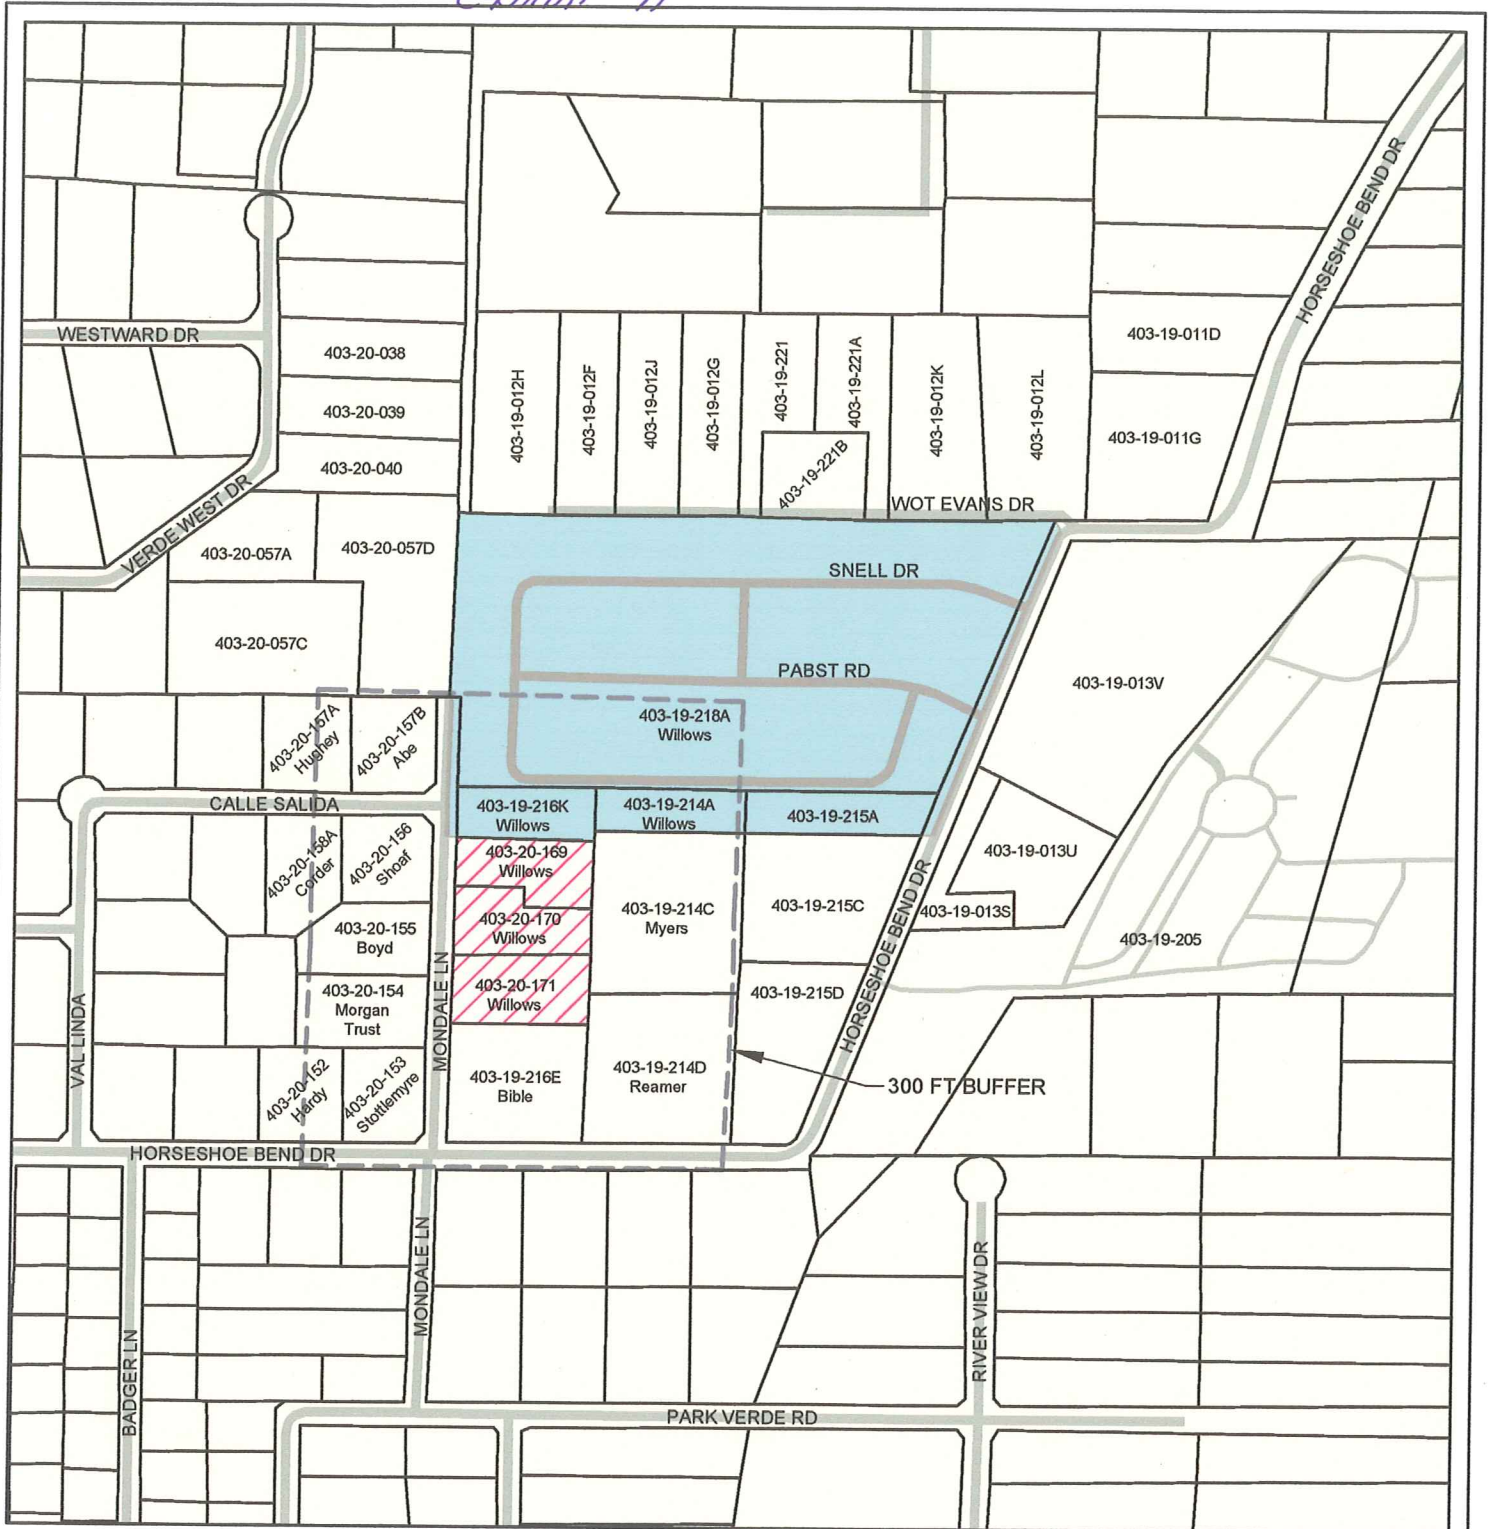 HORSESHOE BEND DR
WESTWARD DR
403-20-038
403-20-039
403-20-040
403-19-012H
403-19-012F
403-19-012J
403-19-012G
403-19-221
403-19-221A
403-19-221B
403-19-012K
403-19-012L
403-19-011D
403-19-011G
WOT EVANS DR
VERDE WEST DR
403-20-057A
403-20-057D
403-20-057C
SNELL DR
PABST RD
403-19-218A
Willows
403-19-013V
403-20-157A
Hughey
403-20-157B
Abe
CALLE SALIDA
403-19-216K
Willows
403-19-214A
Willows
403-19-215A
403-20-158A
Corder
403-20-156
Shoaf
403-20-169
Willows
403-19-013U
403-20-155
Boyd
403-20-170
Willows
403-19-214C
Myers
403-19-215C
403-19-013S
403-19-205
403-20-154
Morgan
Trust
403-20-171
Willows
403-19-215D
HORSESHOE BEND DR
VAL LINDA
MONDALE LN
403-20-152
Hardy
403-20-153
Stottlemyre
403-19-216E
Bible
403-19-214D
Reamer
300 FT BUFFER
HORSESHOE BEND DR
MONDALE LN
BADGER LN
RIVER VIEW DR
PARK VERDE RD